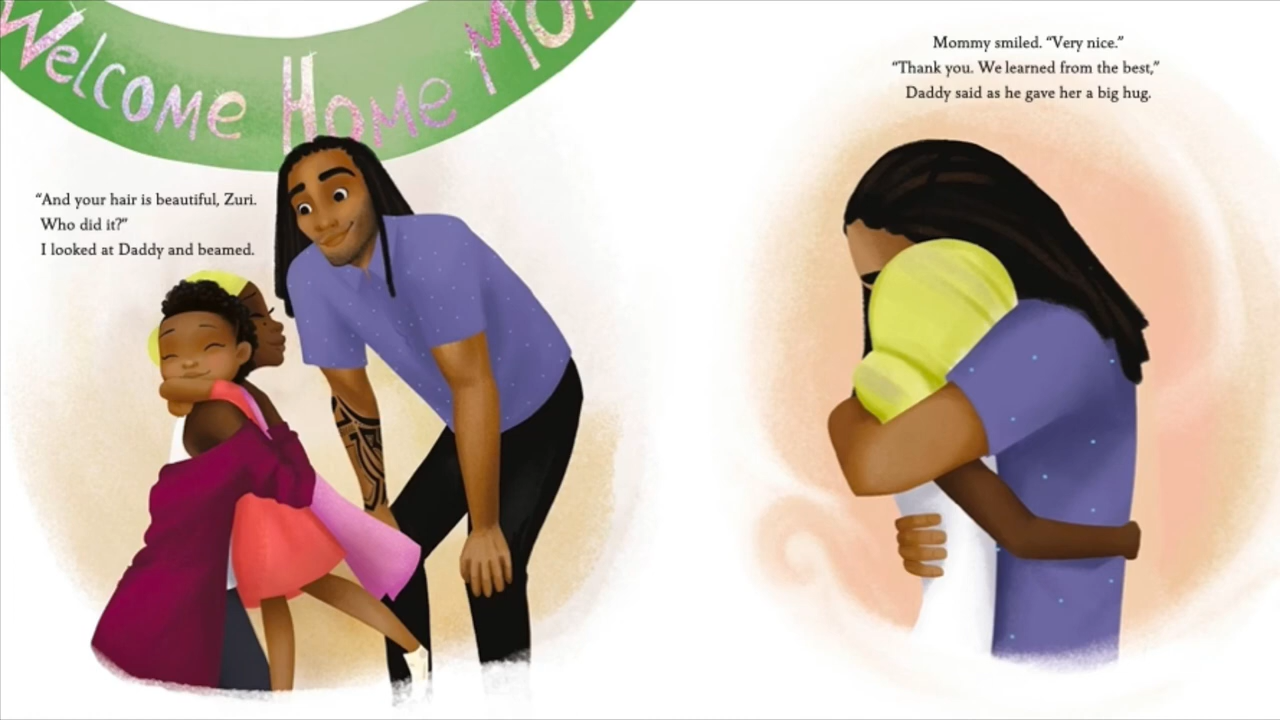 Welcome Home Mo
“And your hair is beautiful, Zuri.
Who did it?”
I looked at Daddy and beamed.
Mommy smiled. “Very nice.”
“Thank you. We learned from the best,”
Daddy said as he gave her a big hug.